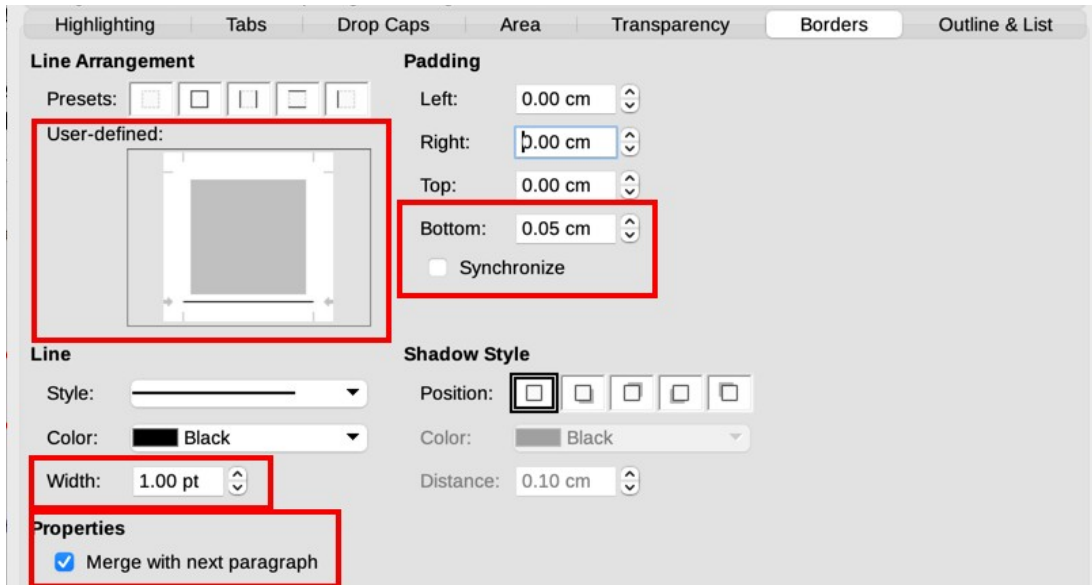 Highlighting Tabs Drop Caps Area Transparency Borders Outline & List
Line Arrangement
Presets:
User-defined:
Padding
Left: 0.00 cm
Right: 0.00 cm
Top: 0.00 cm
Bottom: 0.05 cm
Synchronize
Line
Style:
Color: Black
Width: 1.00 pt
Shadow Style
Position:
Color: Black
Distance: 0.10 cm
Properties
Merge with next paragraph